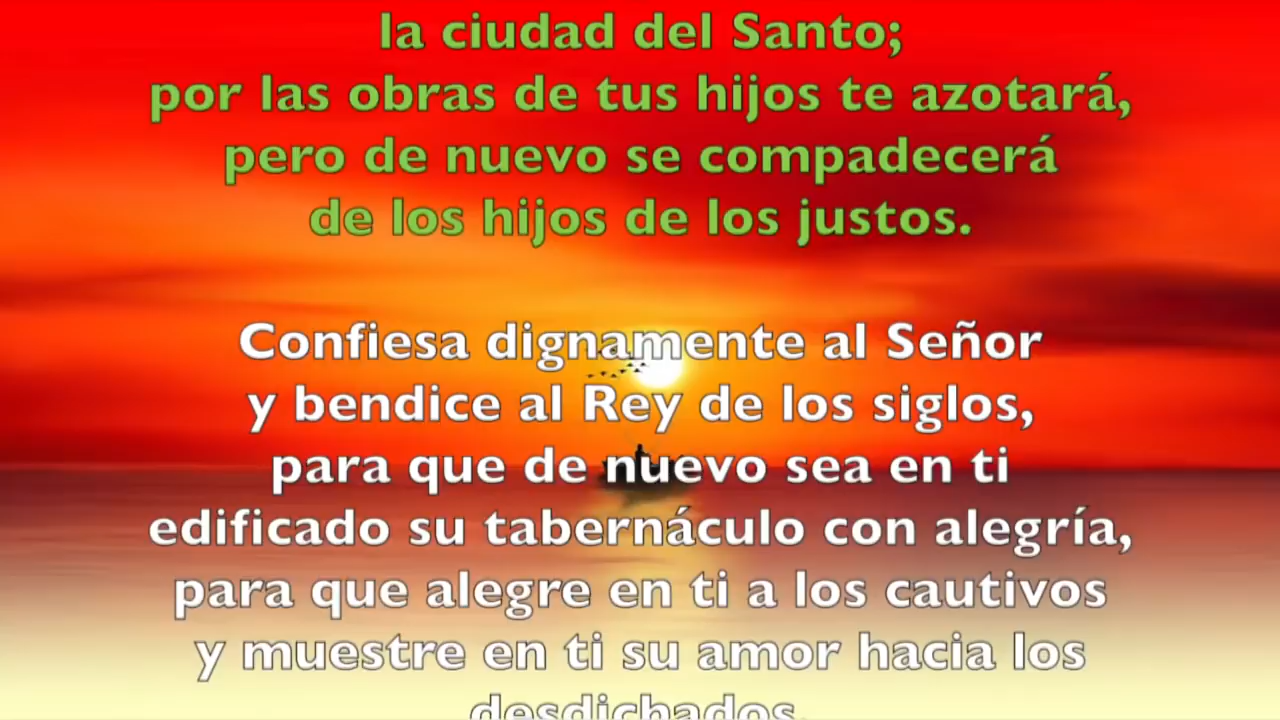 la ciudad del Santo;
por las obras de tus hijos te azotará,
pero de nuevo se compadecerá
de los hijos de los justos.
Confiesa dignamente al Señor
y bendice al Rey de los siglos,
para que de nuevo sea en ti
edificado su tabernáculo con alegría,
para que alegre en ti a los cautivos
y muestre en ti su amor hacia los
desdichados.